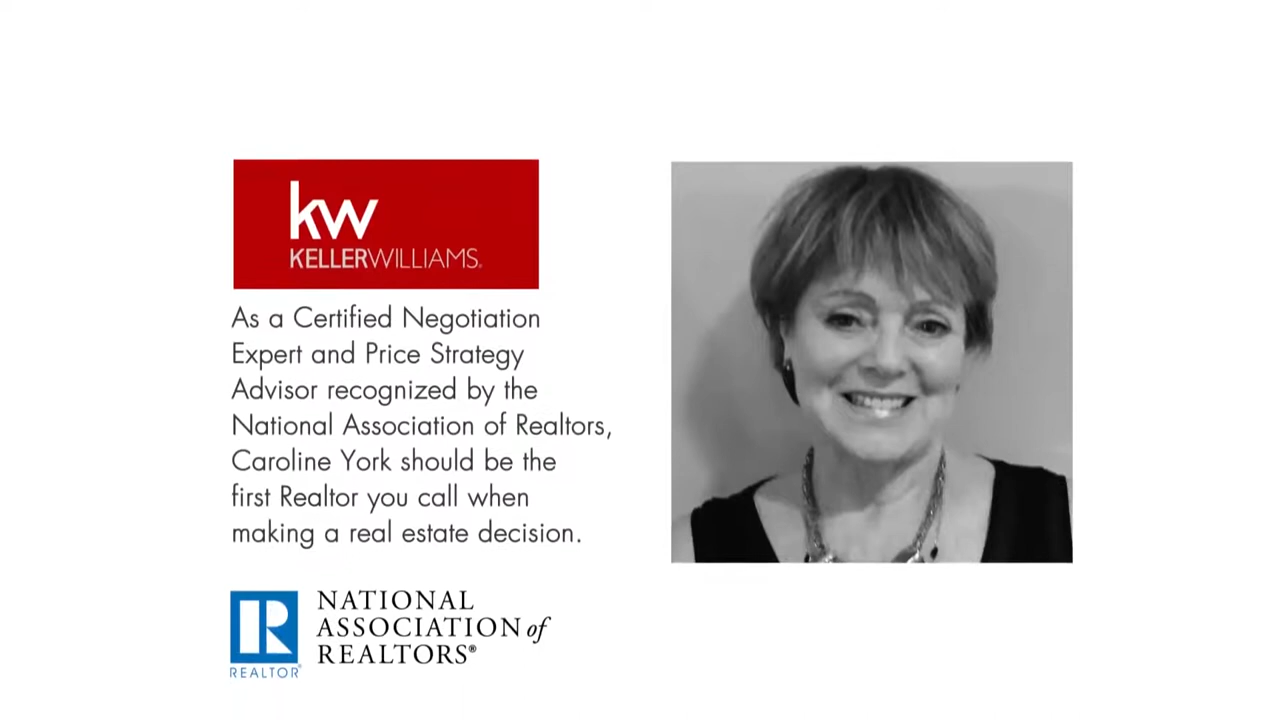 kw
KELLERWILLIAMS.
As a Certified Negotiation
Expert and Price Strategy
Advisor recognized by the
National Association of Realtors,
Caroline York should be the
first Realtor you call when
making a real estate decision.
R
REALTOR®
NATIONAL
ASSOCIATION of
REALTORS®